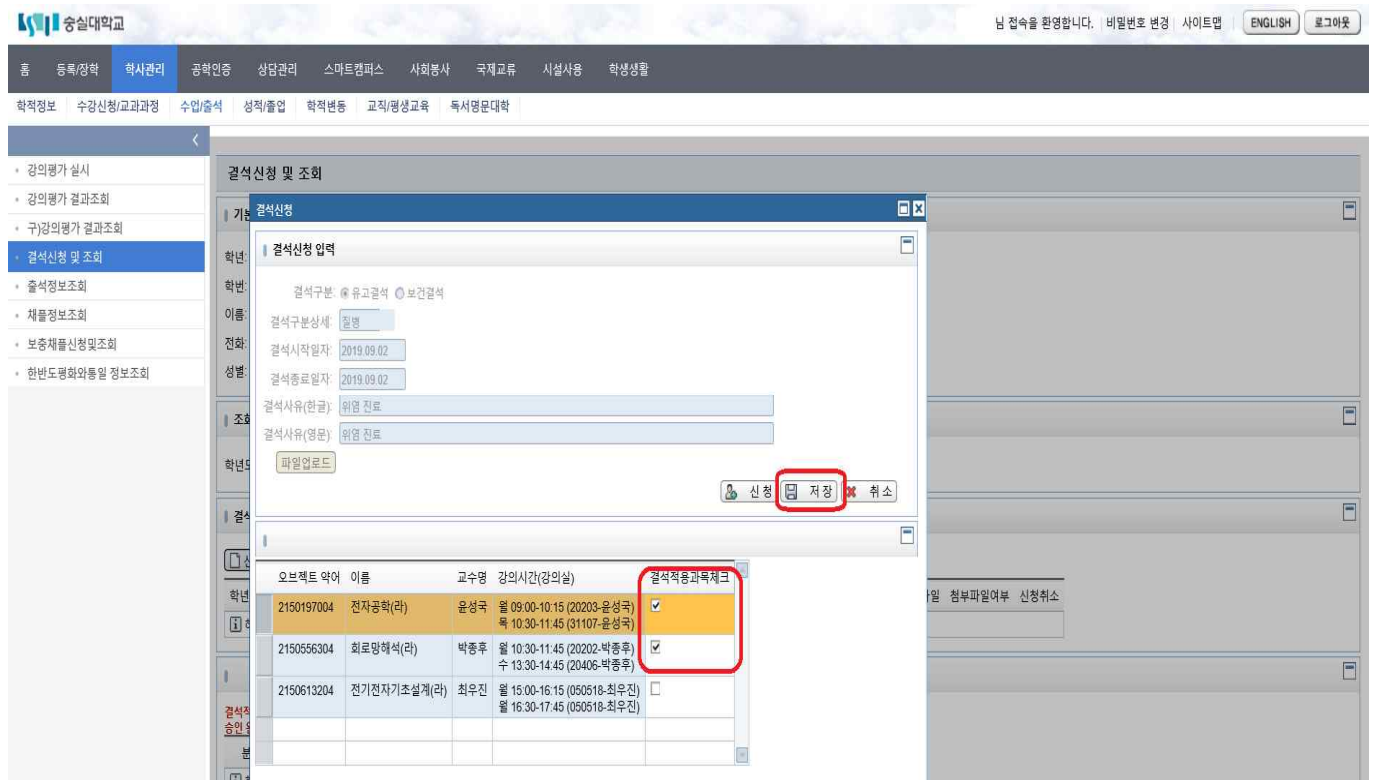 숭실대학교
님 접속을 환영합니다. 비밀번호 변경 사이트맵 ENGLISH 로그아웃
홈 등록/장학 학사관리 공학인증 상담관리 스마트캠퍼스 사회봉사 국제교류 시설사용 학생생활
학적정보 수강신청/교과과정 수업/출석 성적/졸업 학적변동 교직/평생교육 독서명문대학
강의평가 실시
강의평가 결과조회
구)강의평가 결과조회
결석신청 및 조회
출석정보조회
채플정보조회
보충채플신청및조회
한반도평화와통일 정보조회
결석신청 및 조회
학년:
학번:
이름:
전화:
성별:
결석신청
결석신청 입력
결석구분: 유고결석 보건결석
결석구분상세: 질병
결석시작일자: 2019.09.02
결석종료일자: 2019.09.02
결석사유(한글): 위염 진료
결석사유(영문): 위염 진료
파일업로드
신청 저장 취소
오브젝트 약어 이름 교수명 강의시간(강의실) 결석적용과목체크
2150197004 전자공학(라) 윤성국 월 09:00-10:15 (20203-윤성국)
목 10:30-11:45 (31107-윤성국)
2150556304 회로망해석(라) 박종후 월 10:30-11:45 (20202-박종후)
수 13:30-14:45 (20406-박종후)
2150613204 전기전자기초설계(라) 최우진 월 15:00-16:15 (050518-최우진)
월 16:30-17:45 (050518-최우진)
첨부파일여부 신청취소